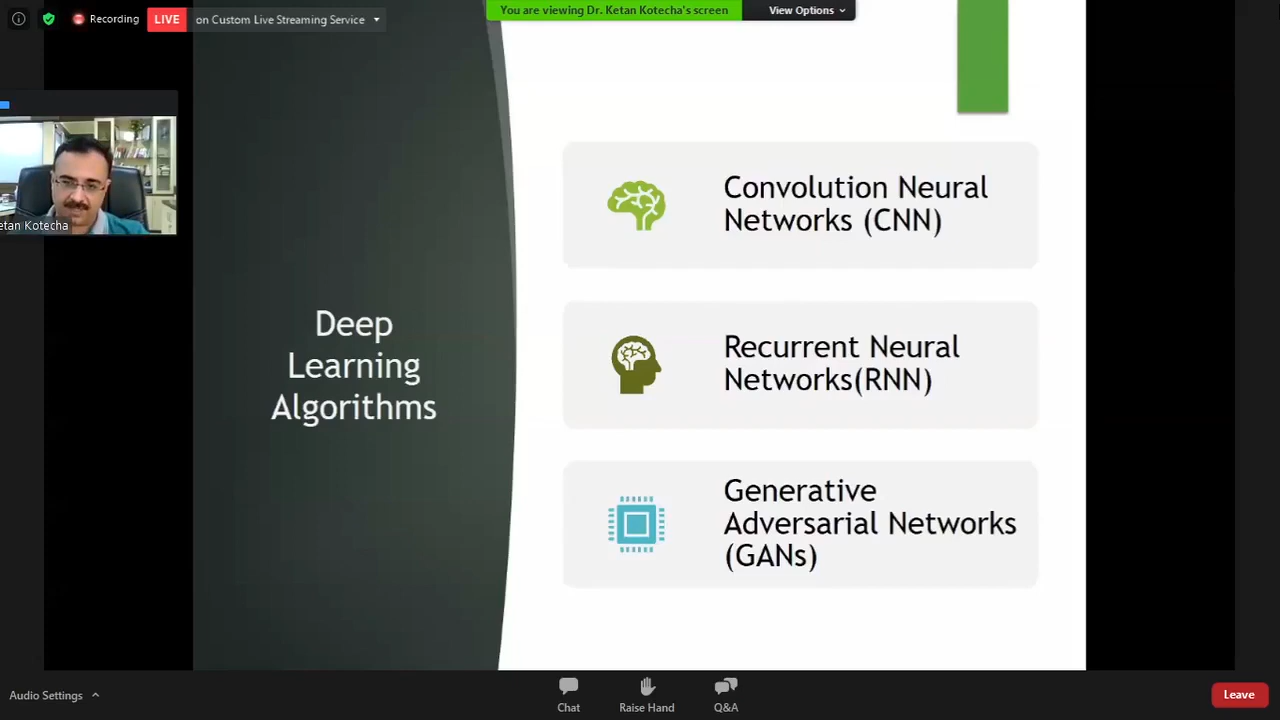 Recording
LIVE
on Custom Live Streaming Service
You are viewing Dr. Ketan Kotecha's screen
View Options
etan Kotecha
Deep
Learning
Algorithms
Convolution Neural
Networks (CNN)
Recurrent Neural
Networks(RNN)
Generative
Adversarial Networks
(GANs)
Audio Settings
Chat
Raise Hand
Q&A
Leave